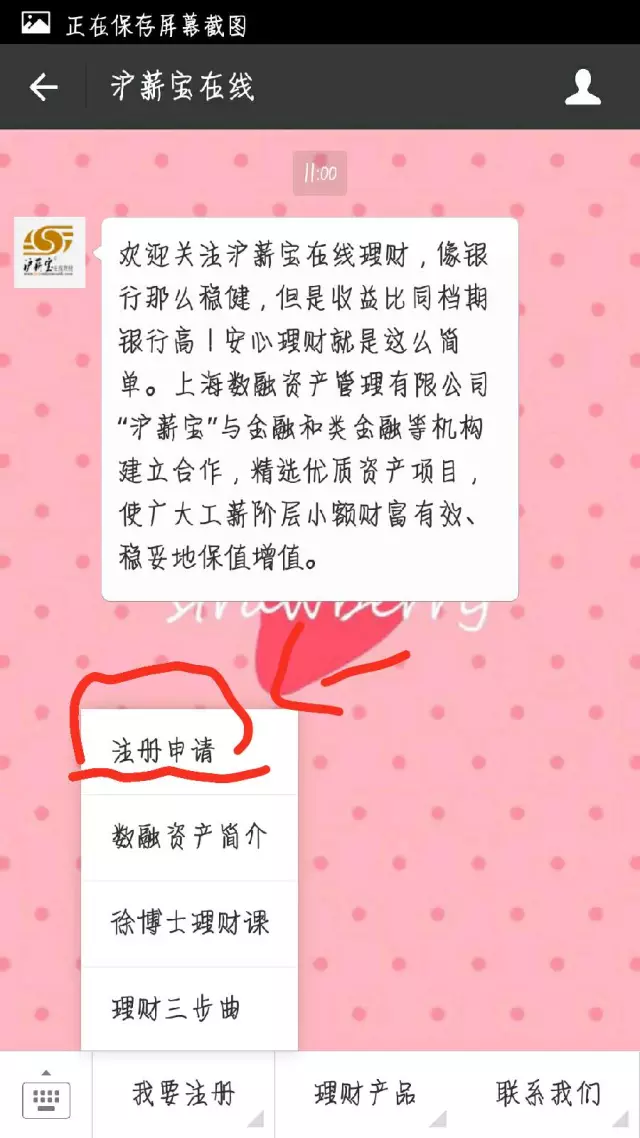 正在保存屏幕截图
沪薪宝在线
11:00
沪薪宝
欢迎关注沪薪宝在线理财，像银
行那么稳健，但是收益比同档期
银行高！安心理财就是这么简
单。上海数融资产管理有限公司
“沪薪宝”与金融和类金融等机构
建立合作，精选优质资产项目，
使广大工薪阶层小额财富有效、
稳妥地保值增值。
strawberry
注册申请
数融资产简介
徐博士理财课
理财三步曲
我要注册
理财产品
联系我们